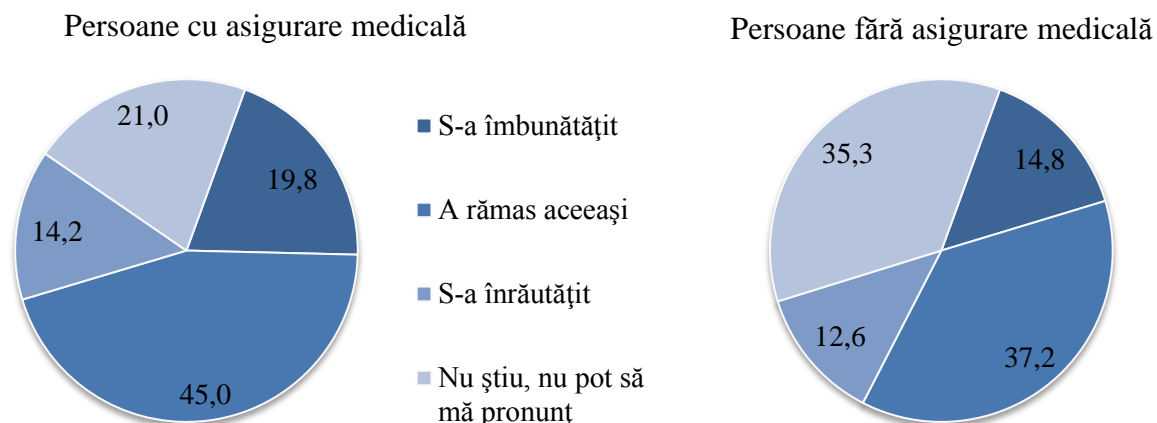 Persoane cu asigurare medicală
21,0
19,8
14,2
45,0
S-a îmbunătăţit
A rămas aceeaşi
S-a înrăutăţit
Nu ştiu, nu pot să
mă pronunţ
Persoane fără asigurare medicală
35,3
14,8
12,6
37,2